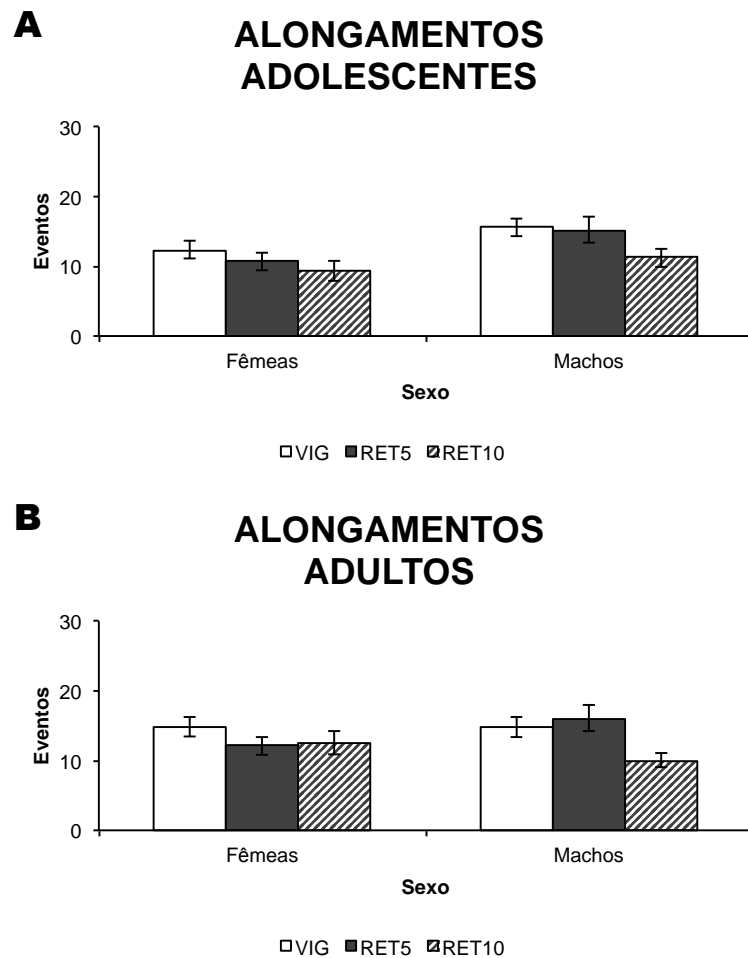 A
ALONGAMENTOS
ADOLESCENTES
30
20
10
0
Eventos
Fêmeas
Machos
Sexo
VIG RET5 RET10
B
ALONGAMENTOS
ADULTOS
30
20
10
0
Eventos
Fêmeas
Machos
Sexo
VIG RET5 RET10